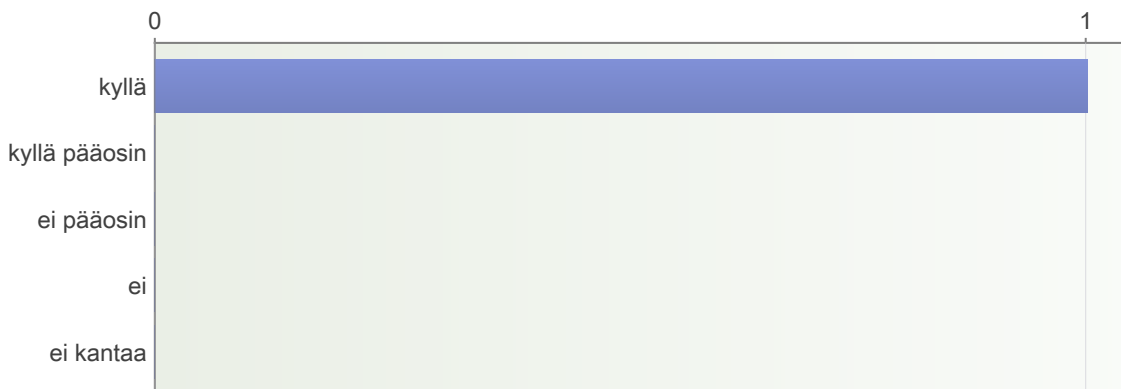 0 1
kyllä
kyllä pääosin
ei pääosin
ei
ei kantaa